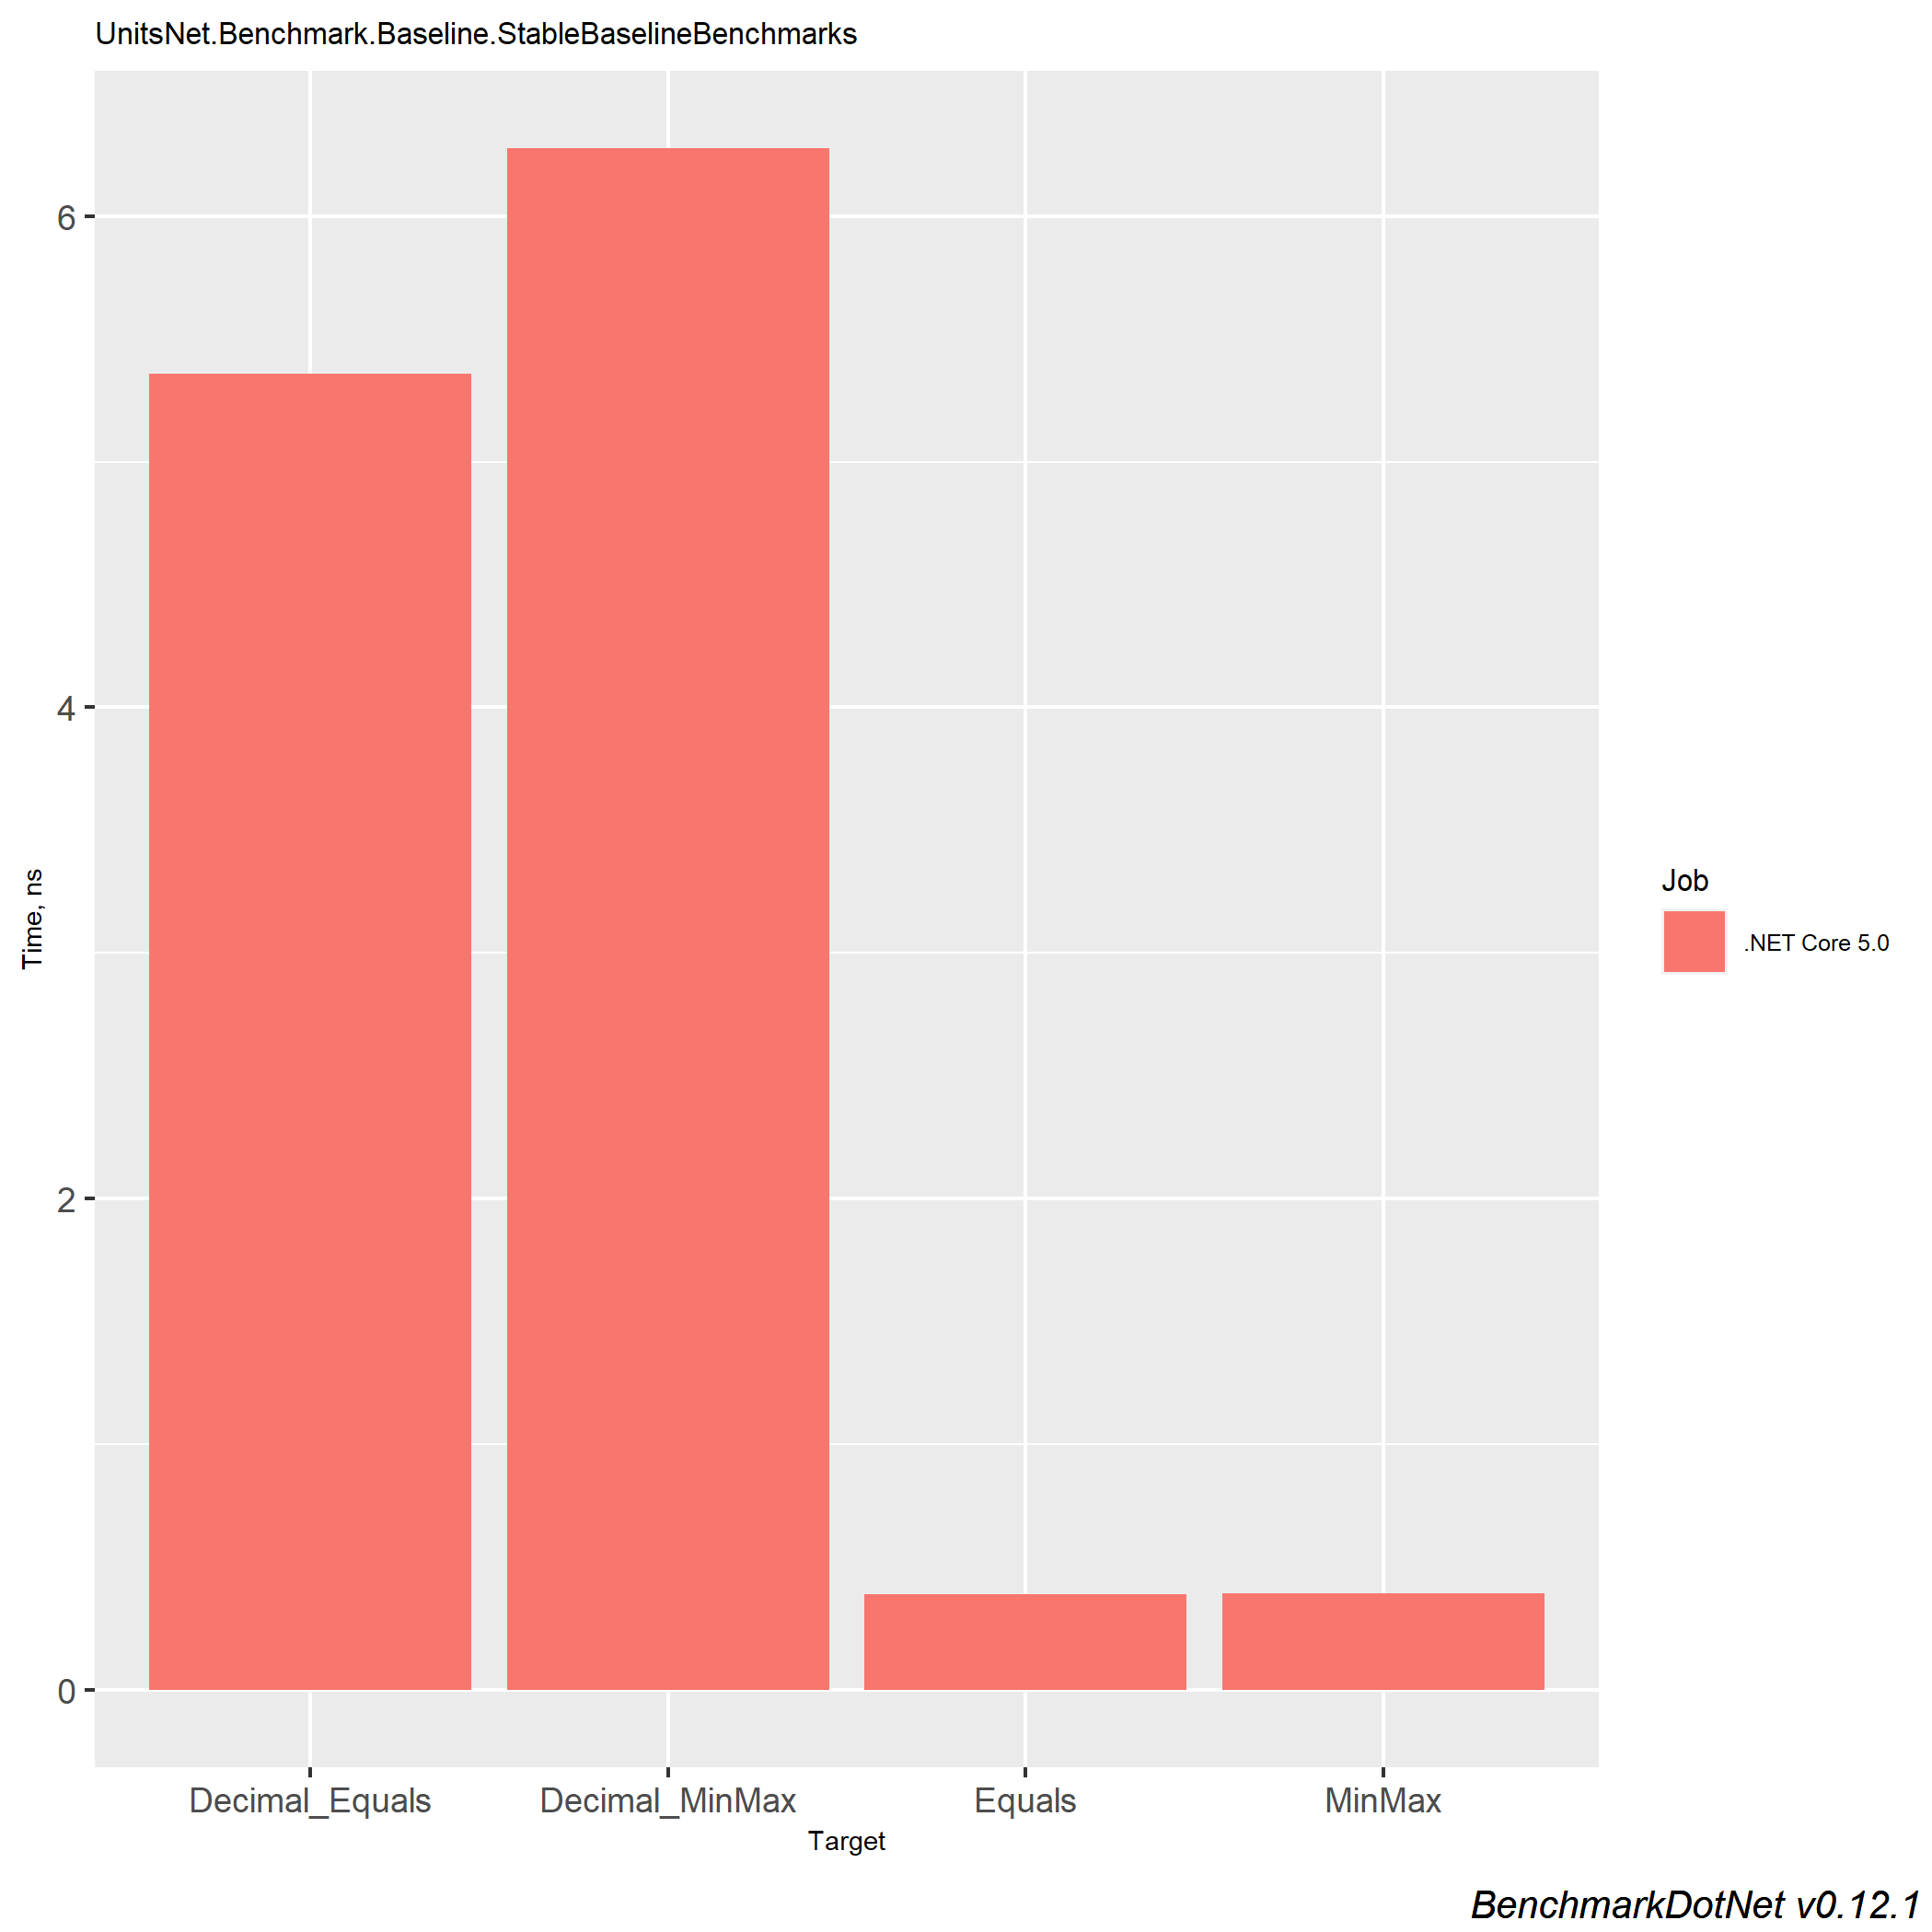 UnitsNet.Benchmark.Baseline.StableBaselineBenchmarks
6
4
2
0
Time, ns
Decimal_Equals
Decimal_MinMax
Equals
MinMax
Target
Job
.NET Core 5.0
BenchmarkDotNet v0.12.1